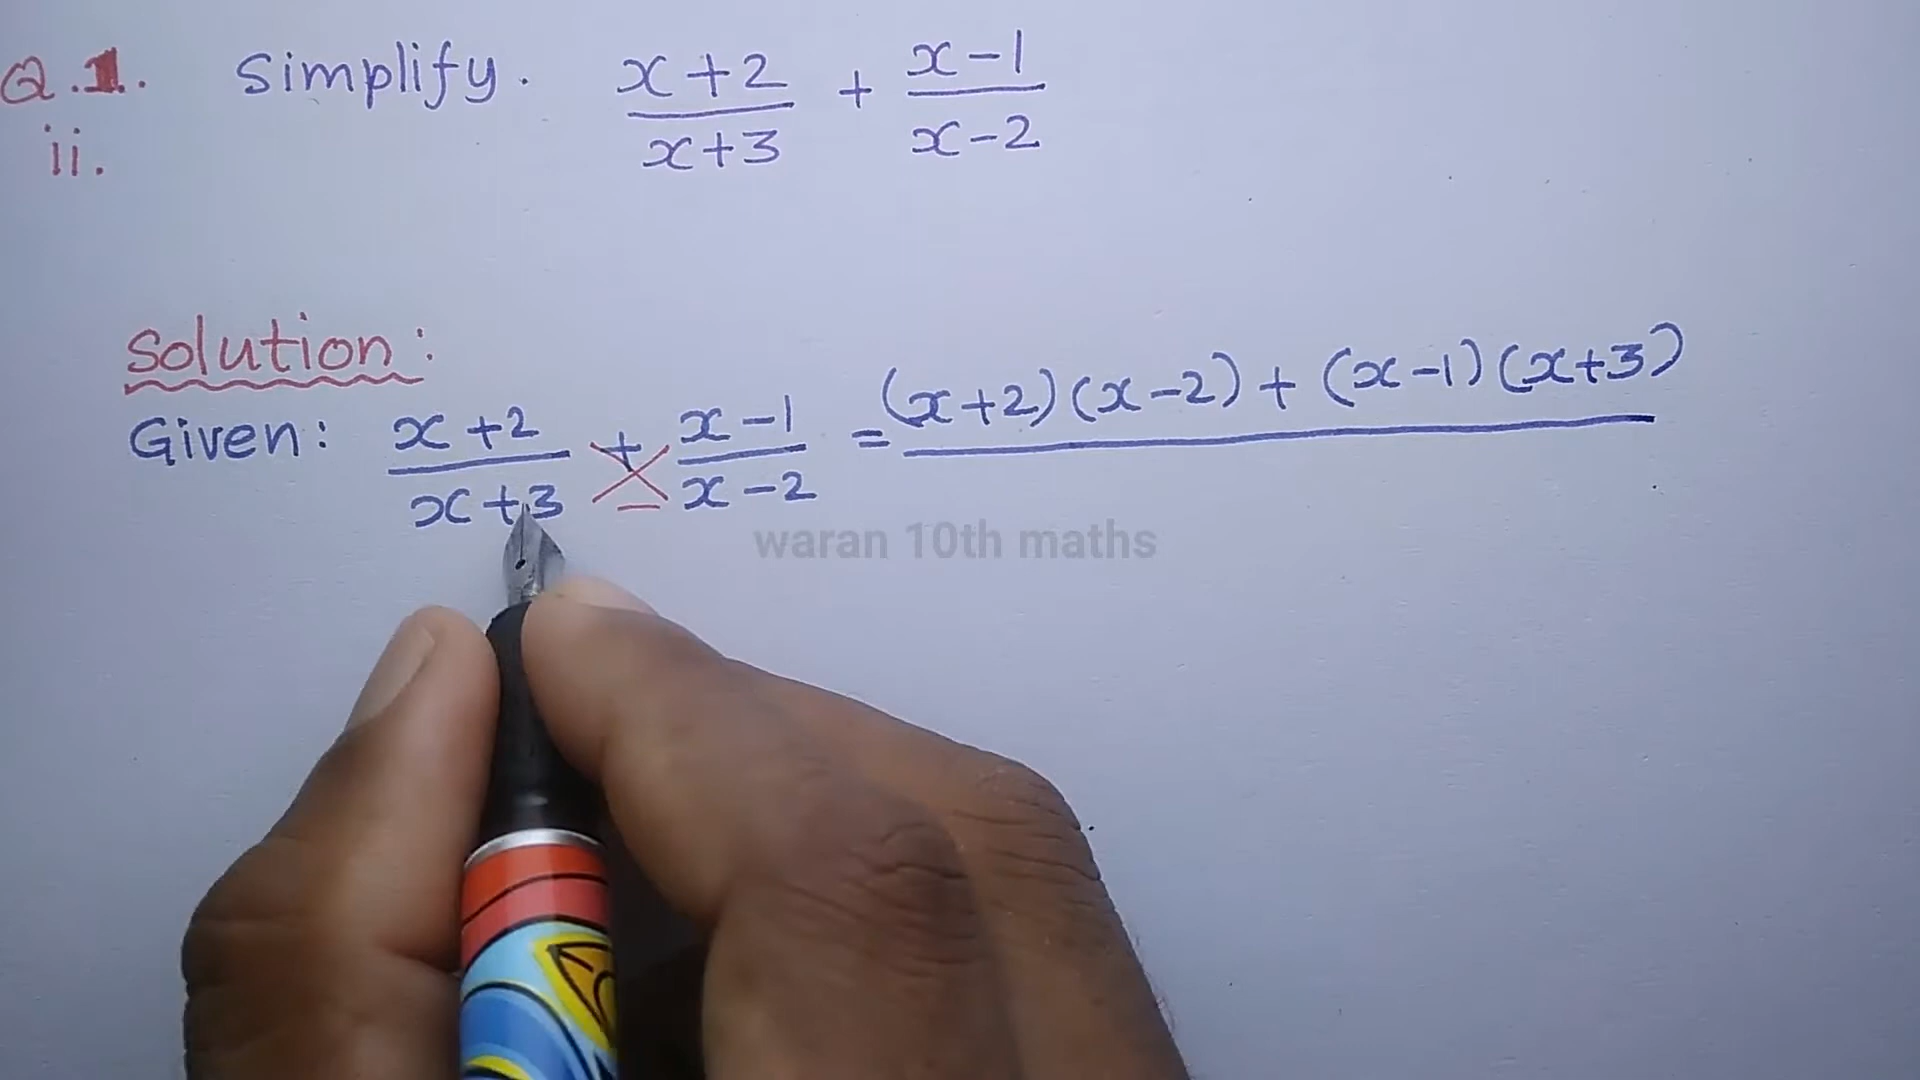 Q.1. Simplify. x+2/x+3 + x-1/x-2
ii.
Solution:
Given: x+2/x+3 + x-1/x-2 = (x+2)(x-2) + (x-1)(x+3)
waran 10th maths